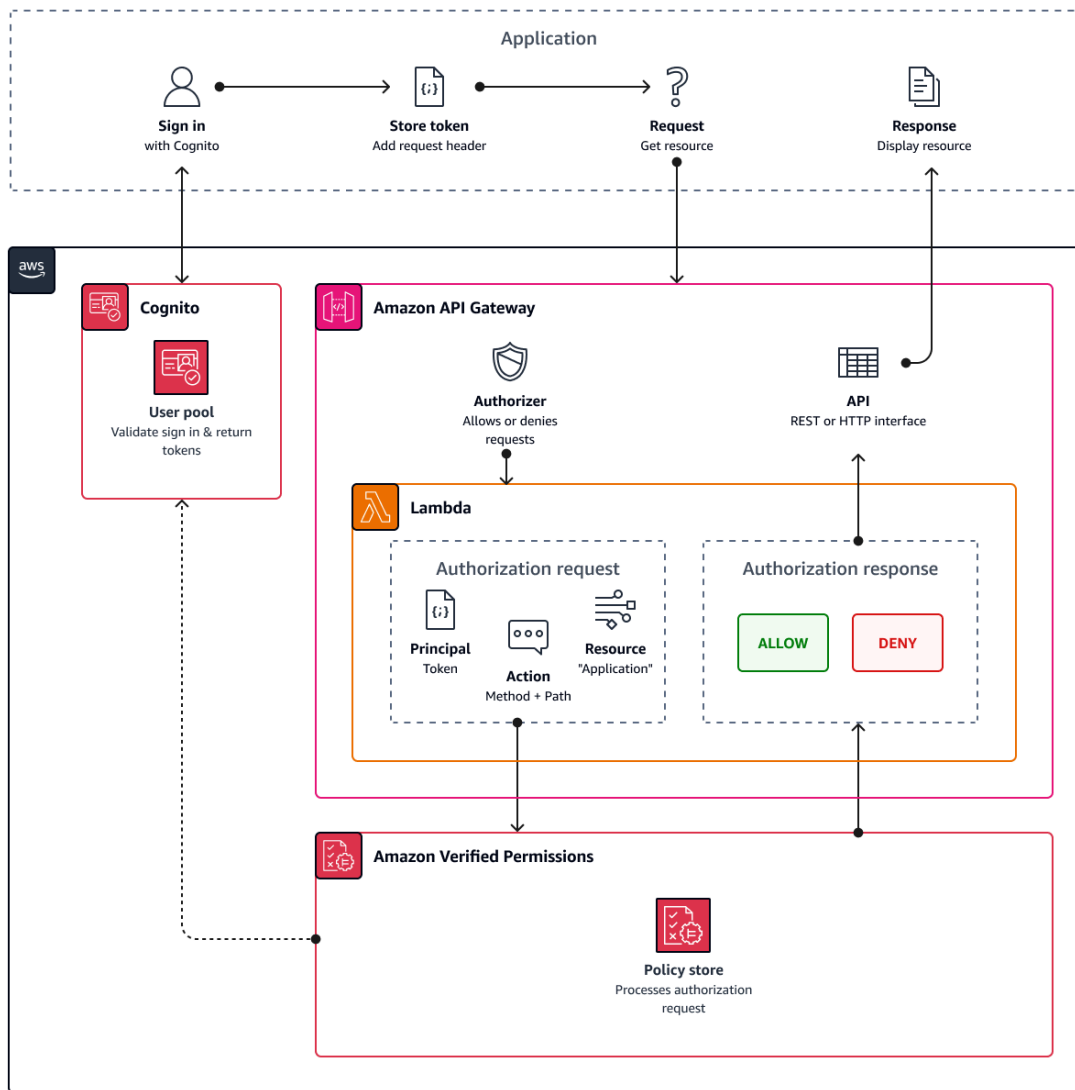 Application
{;}
Sign in
with Cognito
Store token
Add request header
Request
Get resource
Response
Display resource
aws
Cognito
User pool
Validate sign in & return
tokens
Amazon API Gateway
Authorizer
Allows or denies
requests
API
REST or HTTP interface
Lambda
Authorization request
{;}
Principal
Token
Action
Method + Path
Resource
"Application"
Authorization response
ALLOW
DENY
Amazon Verified Permissions
Policy store
Processes authorization
request